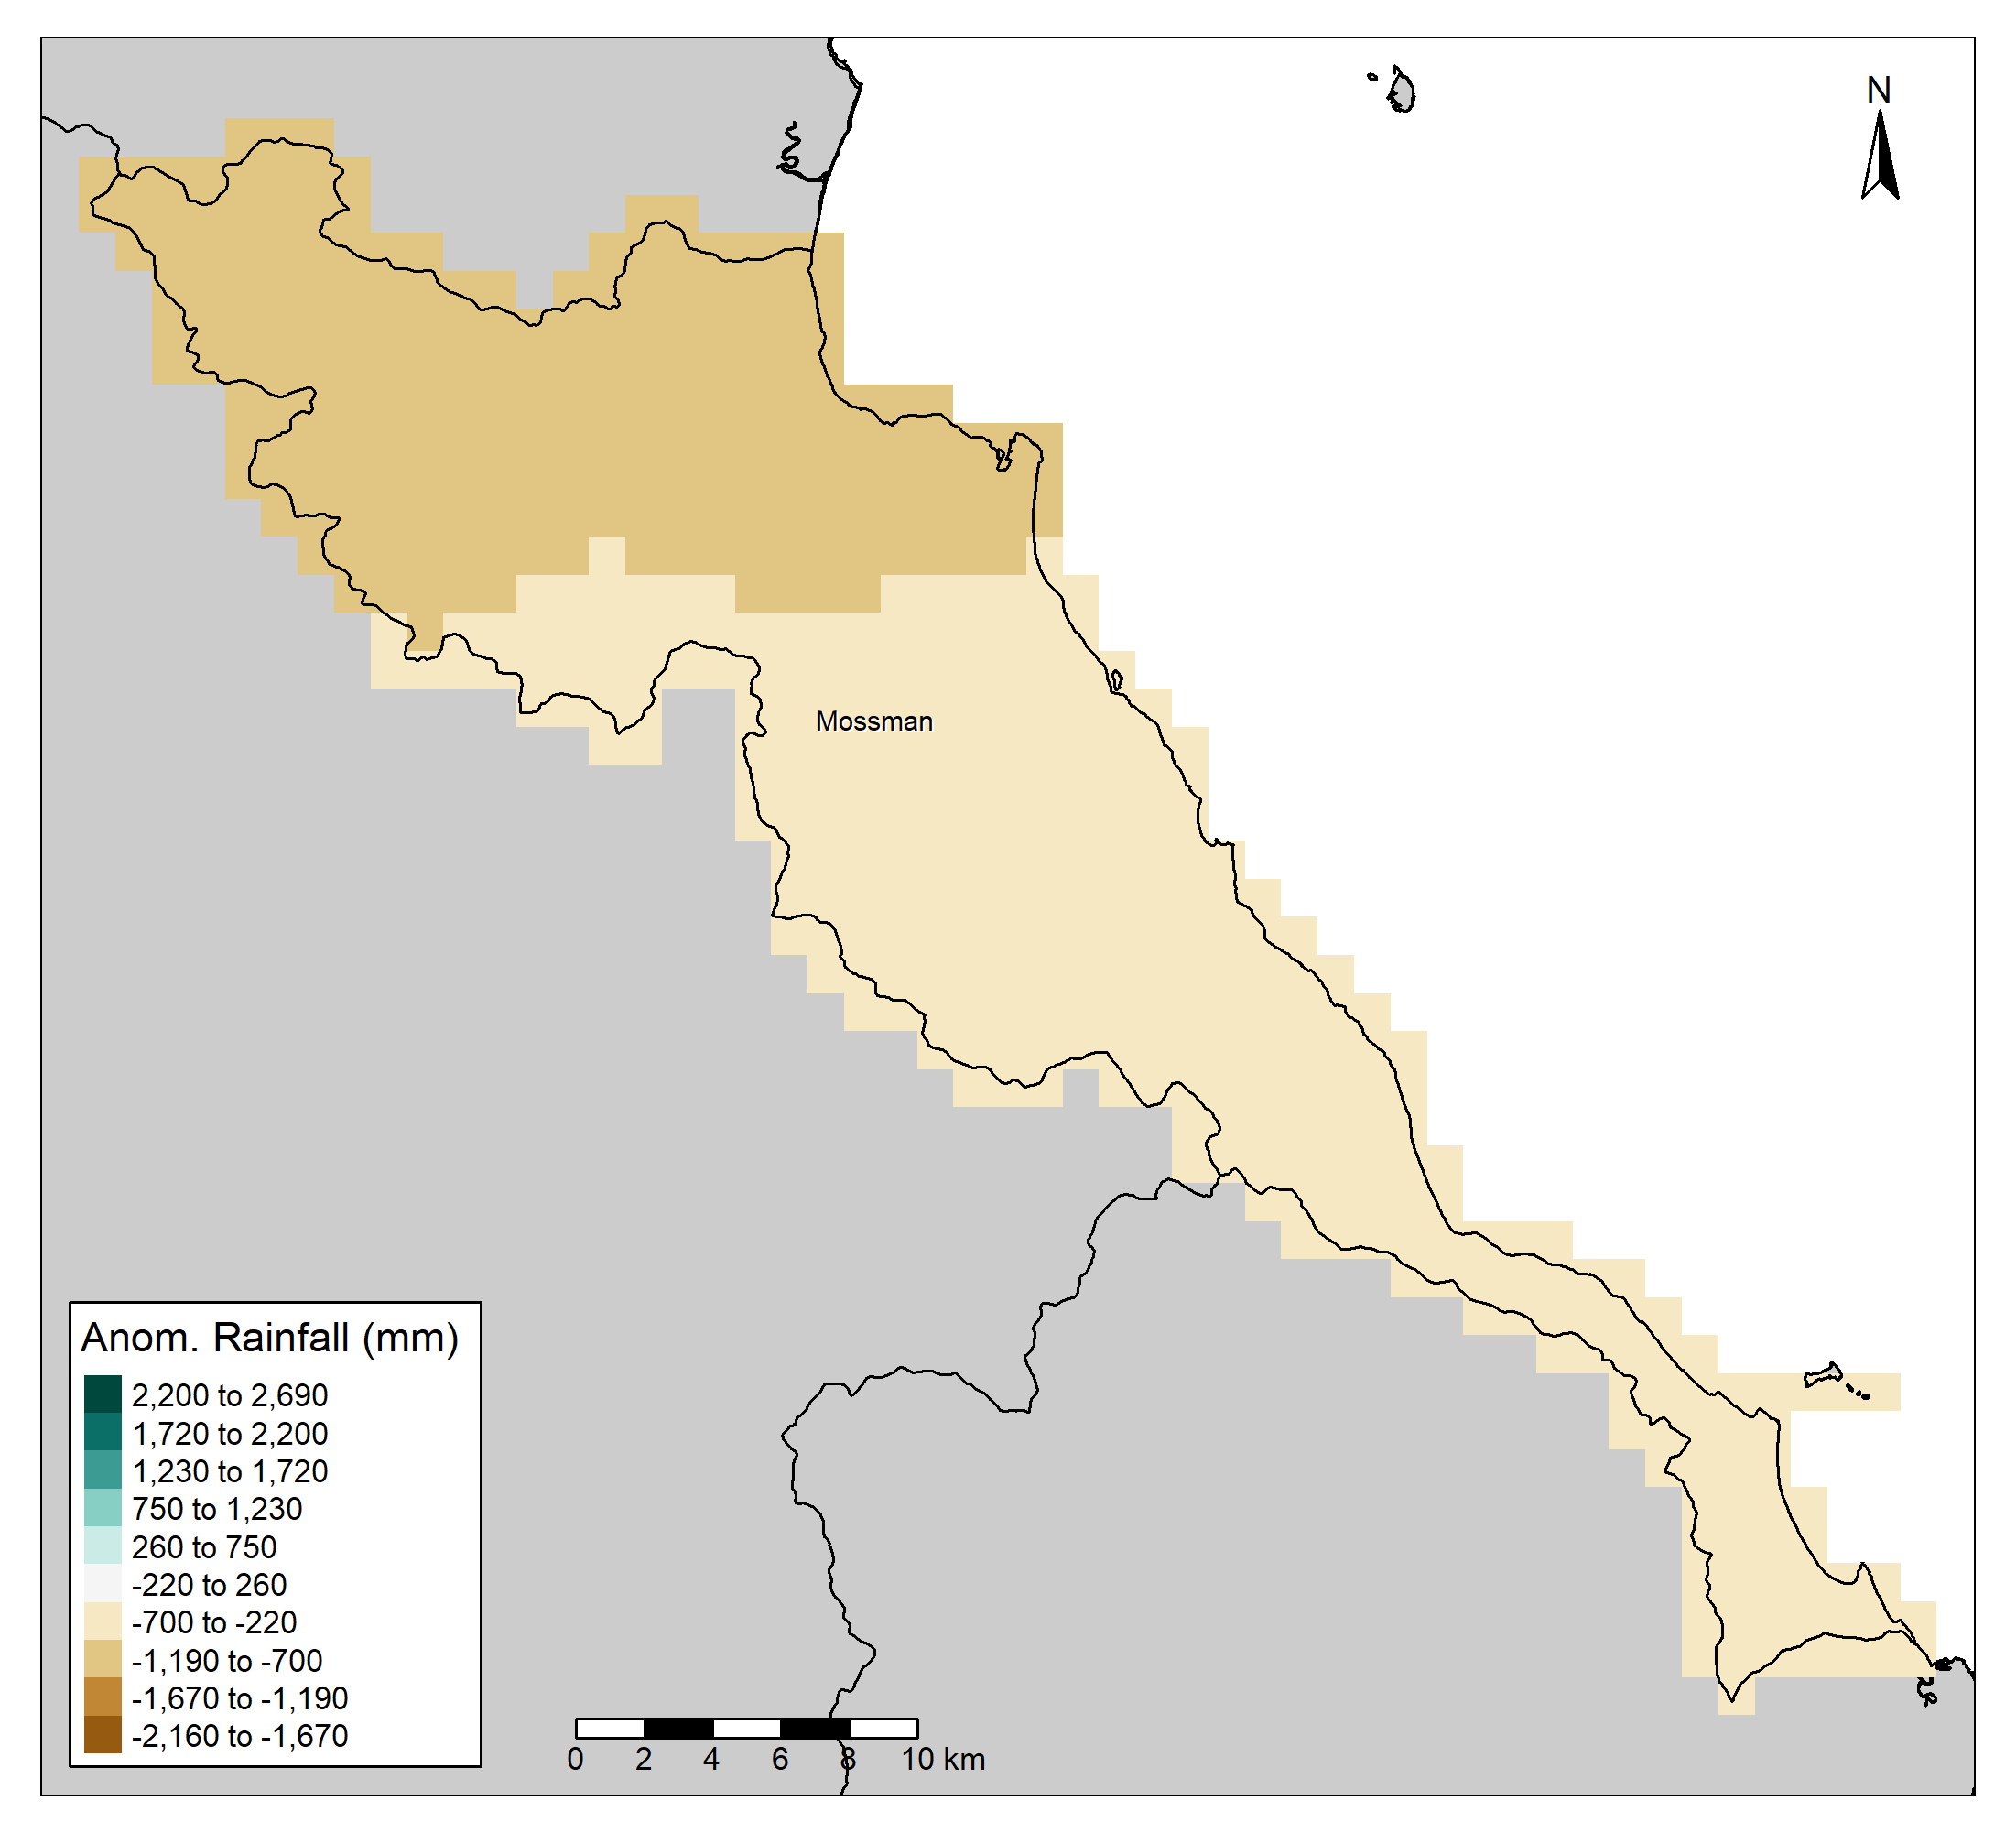 N
Mossman
Anom. Rainfall (mm)
2,200 to 2,690
1,720 to 2,200
1,230 to 1,720
750 to 1,230
260 to 750
-220 to 260
-700 to -220
-1,190 to -700
-1,670 to -1,190
-2,160 to -1,670
0 2 4 6 8 10 km